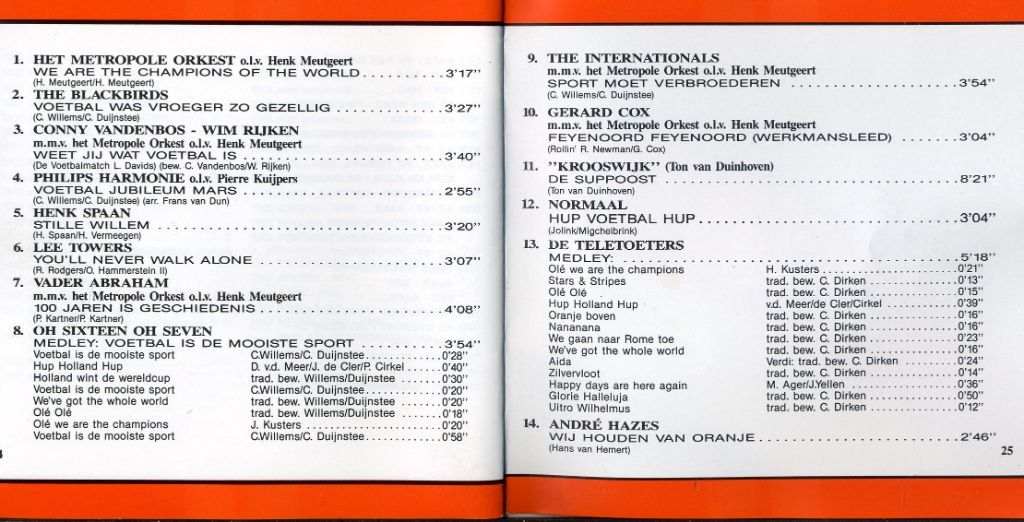 1. HET METROPOLE ORKEST o.l.v. Henk Meutgeert
WE ARE THE CHAMPIONS OF THE WORLD . . . . . . . . . . 3'17''
(H. Meutgeert/H. Meutgeert)
2. THE BLACKBIRDS
VOETBAL WAS VROEGER ZO GEZELLIG . . . . . . . . . . . . . 3'27''
(C. Willems/C. Duijnstee)
3. CONNY VANDENBOS - WIM RIJKEN
m.m.v. het Metropole Orkest o.l.v. Henk Meutgeert
WEET JIJ WAT VOETBAL IS . . . . . . . . . . . . . . . . . . . . . . . 3'40''
(De Voetbalmatch L. Davids) (bew. C. Vandenbos/W. Rijken)
4. PHILIPS HARMONIE o.l.v. Pierre Kuijpers
VOETBAL JUBILEUM MARS . . . . . . . . . . . . . . . . . . . . . . . 2'55''
(C. Willems/C. Duijnstee) (arr. Frans van Dun)
5. HENK SPAAN
STILLE WILLEM . . . . . . . . . . . . . . . . . . . . . . . . . . . . . . . . 3'20''
(H. Spaan/H. Vermeegen)
6. LEE TOWERS
YOU'LL NEVER WALK ALONE . . . . . . . . . . . . . . . . . . . . . 3'07''
(R. Rodgers/O. Hammerstein II)
7. VADER ABRAHAM
m.m.v. het Metropole Orkest o.l.v. Henk Meutgeert
100 JAREN IS GESCHIEDENIS . . . . . . . . . . . . . . . . . . . . . 4'08''
(P. Kartner/P. Kartner)
8. OH SIXTEEN OH SEVEN
MEDLEY: VOETBAL IS DE MOOISTE SPORT . . . . . . . . . . 3'54''
Voetbal is de mooiste sport C.Willems/C. Duijnstee . . . . . . . . . . . . 0'28''
Hup Holland Hup D. v.d. Meer/J. de Cler/P. Cirkel . . . . . . 0'40''
Holland wint de wereldcup trad. bew. Willems/Duijnstee . . . . . . . 0'30''
Voetbal is de mooiste sport C.Willems/C. Duijnstee . . . . . . . . . . . . 0'20''
We've got the whole world trad. bew. Willems/Duijnstee . . . . . . . 0'20''
Olé Olé trad. bew. Willems/Duijnstee . . . . . . . 0'18''
Olé we are the champions J. Kusters . . . . . . . . . . . . . . . . . . . . . 0'20''
Voetbal is de mooiste sport C.Willems/C. Duijnstee . . . . . . . . . . . . 0'58''
9. THE INTERNATIONALS
m.m.v. het Metropole Orkest o.l.v. Henk Meutgeert
SPORT MOET VERBROEDEREN . . . . . . . . . . . . . . . . . . . . 3'54''
(C. Willems/C. Duijnstee)
10. GERARD COX
m.m.v. het Metropole Orkest o.l.v. Henk Meutgeert
FEYENOORD FEYENOORD (WERKMANSLEED) . . . . . . . 3'04''
(Rollin' R. Newman/G. Cox)
11. ''KROOSWIJK'' (Ton van Duinhoven)
DE SUPPOOST . . . . . . . . . . . . . . . . . . . . . . . . . . . . . . . . . 8'21''
(Ton van Duinhoven)
12. NORMAAL
HUP VOETBAL HUP . . . . . . . . . . . . . . . . . . . . . . . . . . . . . 3'04''
(Jolink/Migchelbrink)
13. DE TELETOETERS
MEDLEY: . . . . . . . . . . . . . . . . . . . . . . . . . . . . . . . . . . . . . 5'18''
Olé we are the champions H. Kusters . . . . . . . . . . . . . . . . . . . . 0'21''
Stars & Stripes trad. bew. C. Dirken . . . . . . . . . . . . . 0'13''
Olé Olé trad. bew. C. Dirken . . . . . . . . . . . . . 0'15''
Hup Holland Hup v.d. Meer/de Cler/Cirkel . . . . . . . . . . . 0'39''
Oranje boven trad. bew. C. Dirken . . . . . . . . . . . . . 0'16''
Nananana trad. bew. C. Dirken . . . . . . . . . . . . . 0'16''
We gaan naar Rome toe trad. bew. C. Dirken . . . . . . . . . . . . . 0'23''
We've got the whole world trad. bew. C. Dirken . . . . . . . . . . . . . 0'16''
Aida Verdi: trad. bew. C. Dirken . . . . . . . . 0'24''
Zilvervloot trad. bew. C. Dirken . . . . . . . . . . . . . 0'14''
Happy days are here again M. Ager/J.Yellen . . . . . . . . . . . . . . . . 0'36''
Glorie Halleluja trad. bew. C. Dirken . . . . . . . . . . . . . 0'50''
Uitro Wilhelmus trad. bew. C. Dirken . . . . . . . . . . . . . 0'12''
14. ANDRÉ HAZES
WIJ HOUDEN VAN ORANJE . . . . . . . . . . . . . . . . . . . . . . 2'46''
(Hans van Hemert)
25